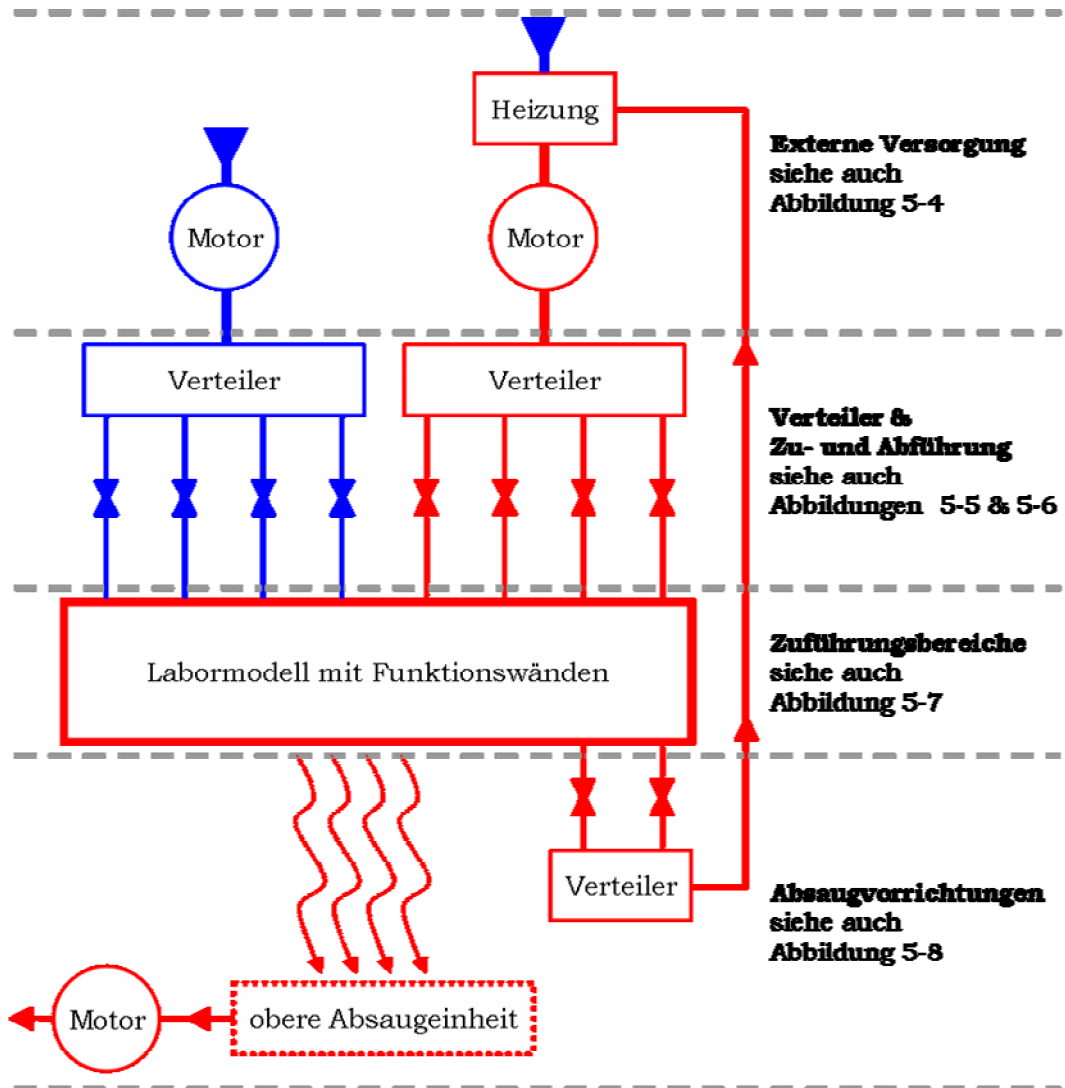 Heizung
Motor
Motor
Externe Versorgung
siehe auch
Abbildung 5-4
Verteiler
Verteiler
Verteiler &
Zu- und Abführung
siehe auch
Abbildungen 5-5 & 5-6
Labormodell mit Funktionswänden
Zuführungsbereiche
siehe auch
Abbildung 5-7
Verteiler
Absaugvorrichtungen
siehe auch
Abbildung 5-8
Motor
obere Absaugeinheit